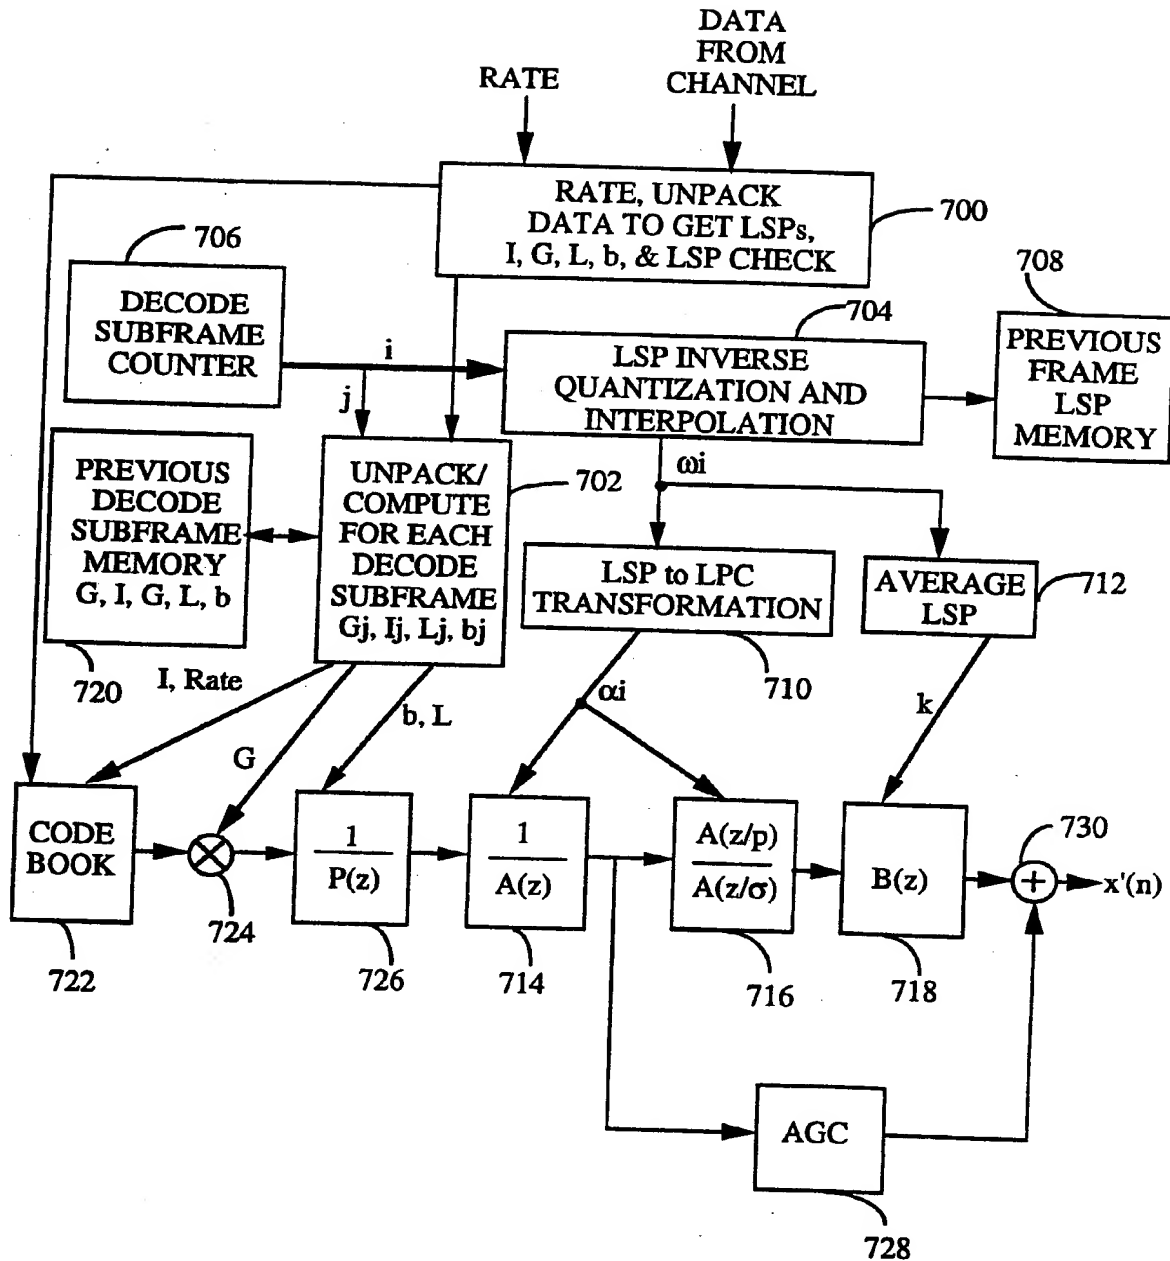 DATA
FROM
CHANNEL
RATE
RATE, UNPACK
DATA TO GET LSPs,
I, G, L, b, & LSP CHECK
700
706
DECODE
SUBFRAME
COUNTER
i
j
704
LSP INVERSE
QUANTIZATION AND
INTERPOLATION
708
PREVIOUS
FRAME
LSP
MEMORY
PREVIOUS
DECODE
SUBFRAME
MEMORY
G, I, G, L, b
720
UNPACK/
COMPUTE
FOR EACH
DECODE
SUBFRAME
Gj, Ij, Lj, bj
702
ωi
LSP to LPC
TRANSFORMATION
710
AVERAGE
LSP
712
I, Rate
G
b, L
αi
k
CODE
BOOK
722
724
1
P(z)
726
1
A(z)
714
A(z/p)
A(z/σ)
716
B(z)
718
730
+
x'(n)
AGC
728